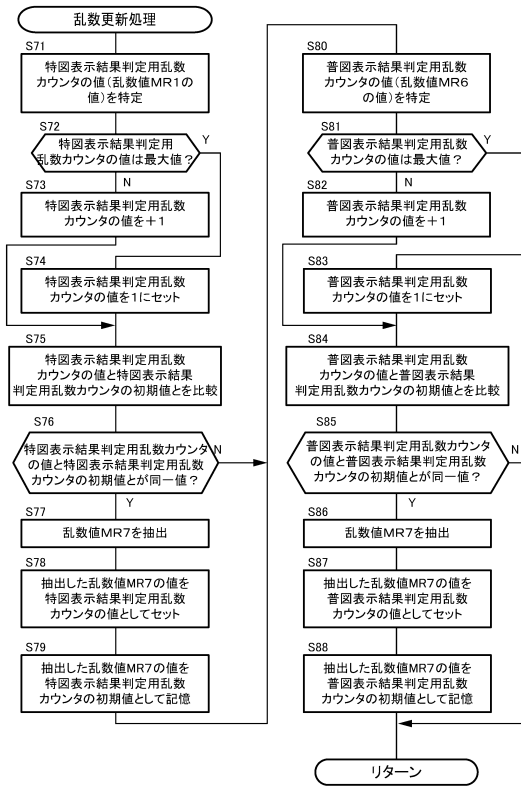 乱数更新処理
S71
特図表示結果判定用乱数
カウンタの値(乱数値MR1の
値)を特定
S72
特図表示結果判定用
乱数カウンタの値は最大値?
Y
N
S73
特図表示結果判定用乱数
カウンタの値を+1
S74
特図表示結果判定用乱数
カウンタの値を1にセット
S75
特図表示結果判定用乱数
カウンタの値と特図表示結果
判定用乱数カウンタの初期値とを比較
S76
特図表示結果判定用乱数カウンタ
の値と特図表示結果判定用乱数
カウンタの初期値とが同一値?
N
Y
S77
乱数値MR7を抽出
S78
抽出した乱数値MR7の値を
特図表示結果判定用乱数
カウンタの値としてセット
S79
抽出した乱数値MR7の値を
特図表示結果判定用乱数
カウンタの初期値として記憶
S80
普図表示結果判定用乱数
カウンタの値(乱数値MR6
の値)を特定
S81
普図表示結果判定用乱数
カウンタの値は最大値?
Y
N
S82
普図表示結果判定用乱数
カウンタの値を+1
S83
普図表示結果判定用乱数
カウンタの値を1にセット
S84
普図表示結果判定用乱数
カウンタの値と普図表示結果
判定用乱数カウンタの初期値とを比較
S85
普図表示結果判定用乱数カウンタ
の値と普図表示結果判定用乱数
カウンタの初期値とが同一値?
N
Y
S86
乱数値MR7を抽出
S87
抽出した乱数値MR7の値を
普図表示結果判定用乱数
カウンタの値としてセット
S88
抽出した乱数値MR7の値を
普図表示結果判定用乱数
カウンタの初期値として記憶
リターン